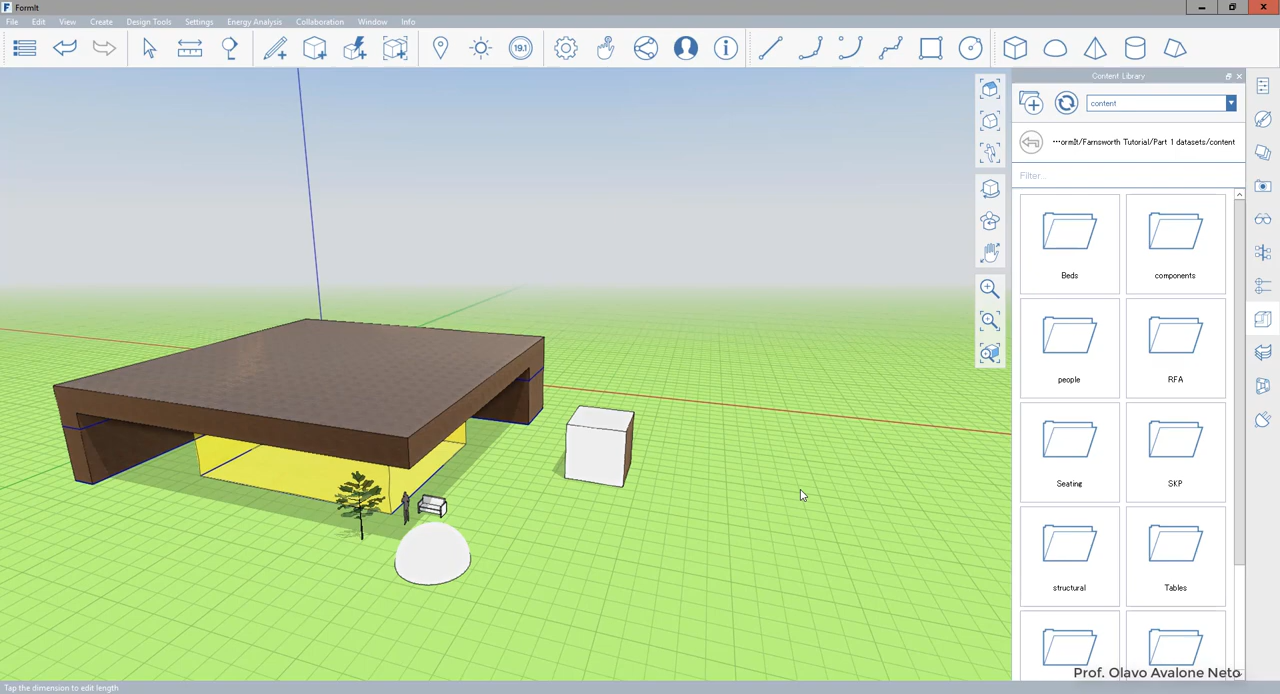 FormIt
File Edit View Create Design Tools Settings Energy Analysis Collaboration Window Info
19.1
Content Library
content
···ormIt/Farnsworth Tutorial/Part 1 datasets/content
Filter...
Beds components
people RFA
Seating SKP
structural Tables
Prof. Olavo Avalone Neto
Tap the dimension to edit length